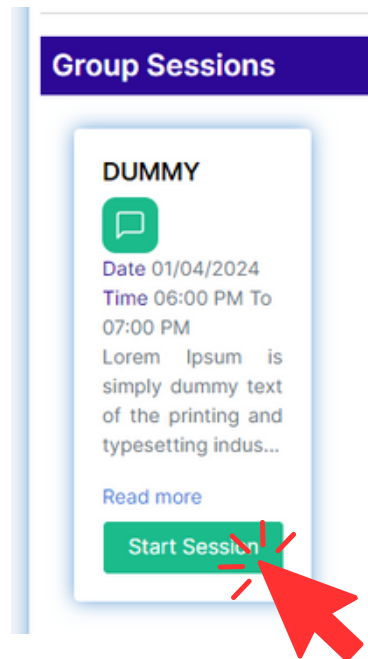 Group Sessions
DUMMY
Date 01/04/2024
Time 06:00 PM To
07:00 PM
Lorem Ipsum is
simply dummy text
of the printing and
typesetting indus...
Read more
Start Session